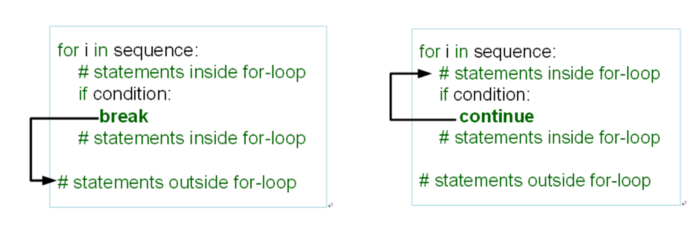 for i in sequence:
# statements inside for-loop
if condition:
break
# statements inside for-loop
# statements outside for-loop
for i in sequence:
# statements inside for-loop
if condition:
continue
# statements inside for-loop
# statements outside for-loop